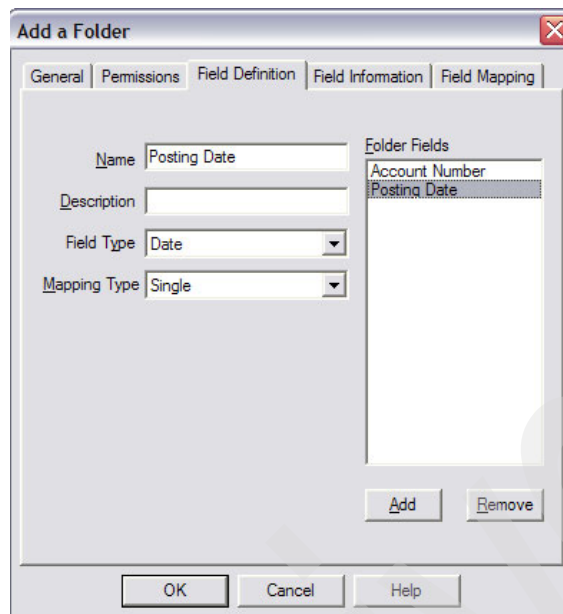 Add a Folder
General Permissions Field Definition Field Information Field Mapping
Name Posting Date
Description
Field Type Date
Mapping Type Single
Folder Fields
Account Number
Posting Date
Add Remove
OK Cancel Help